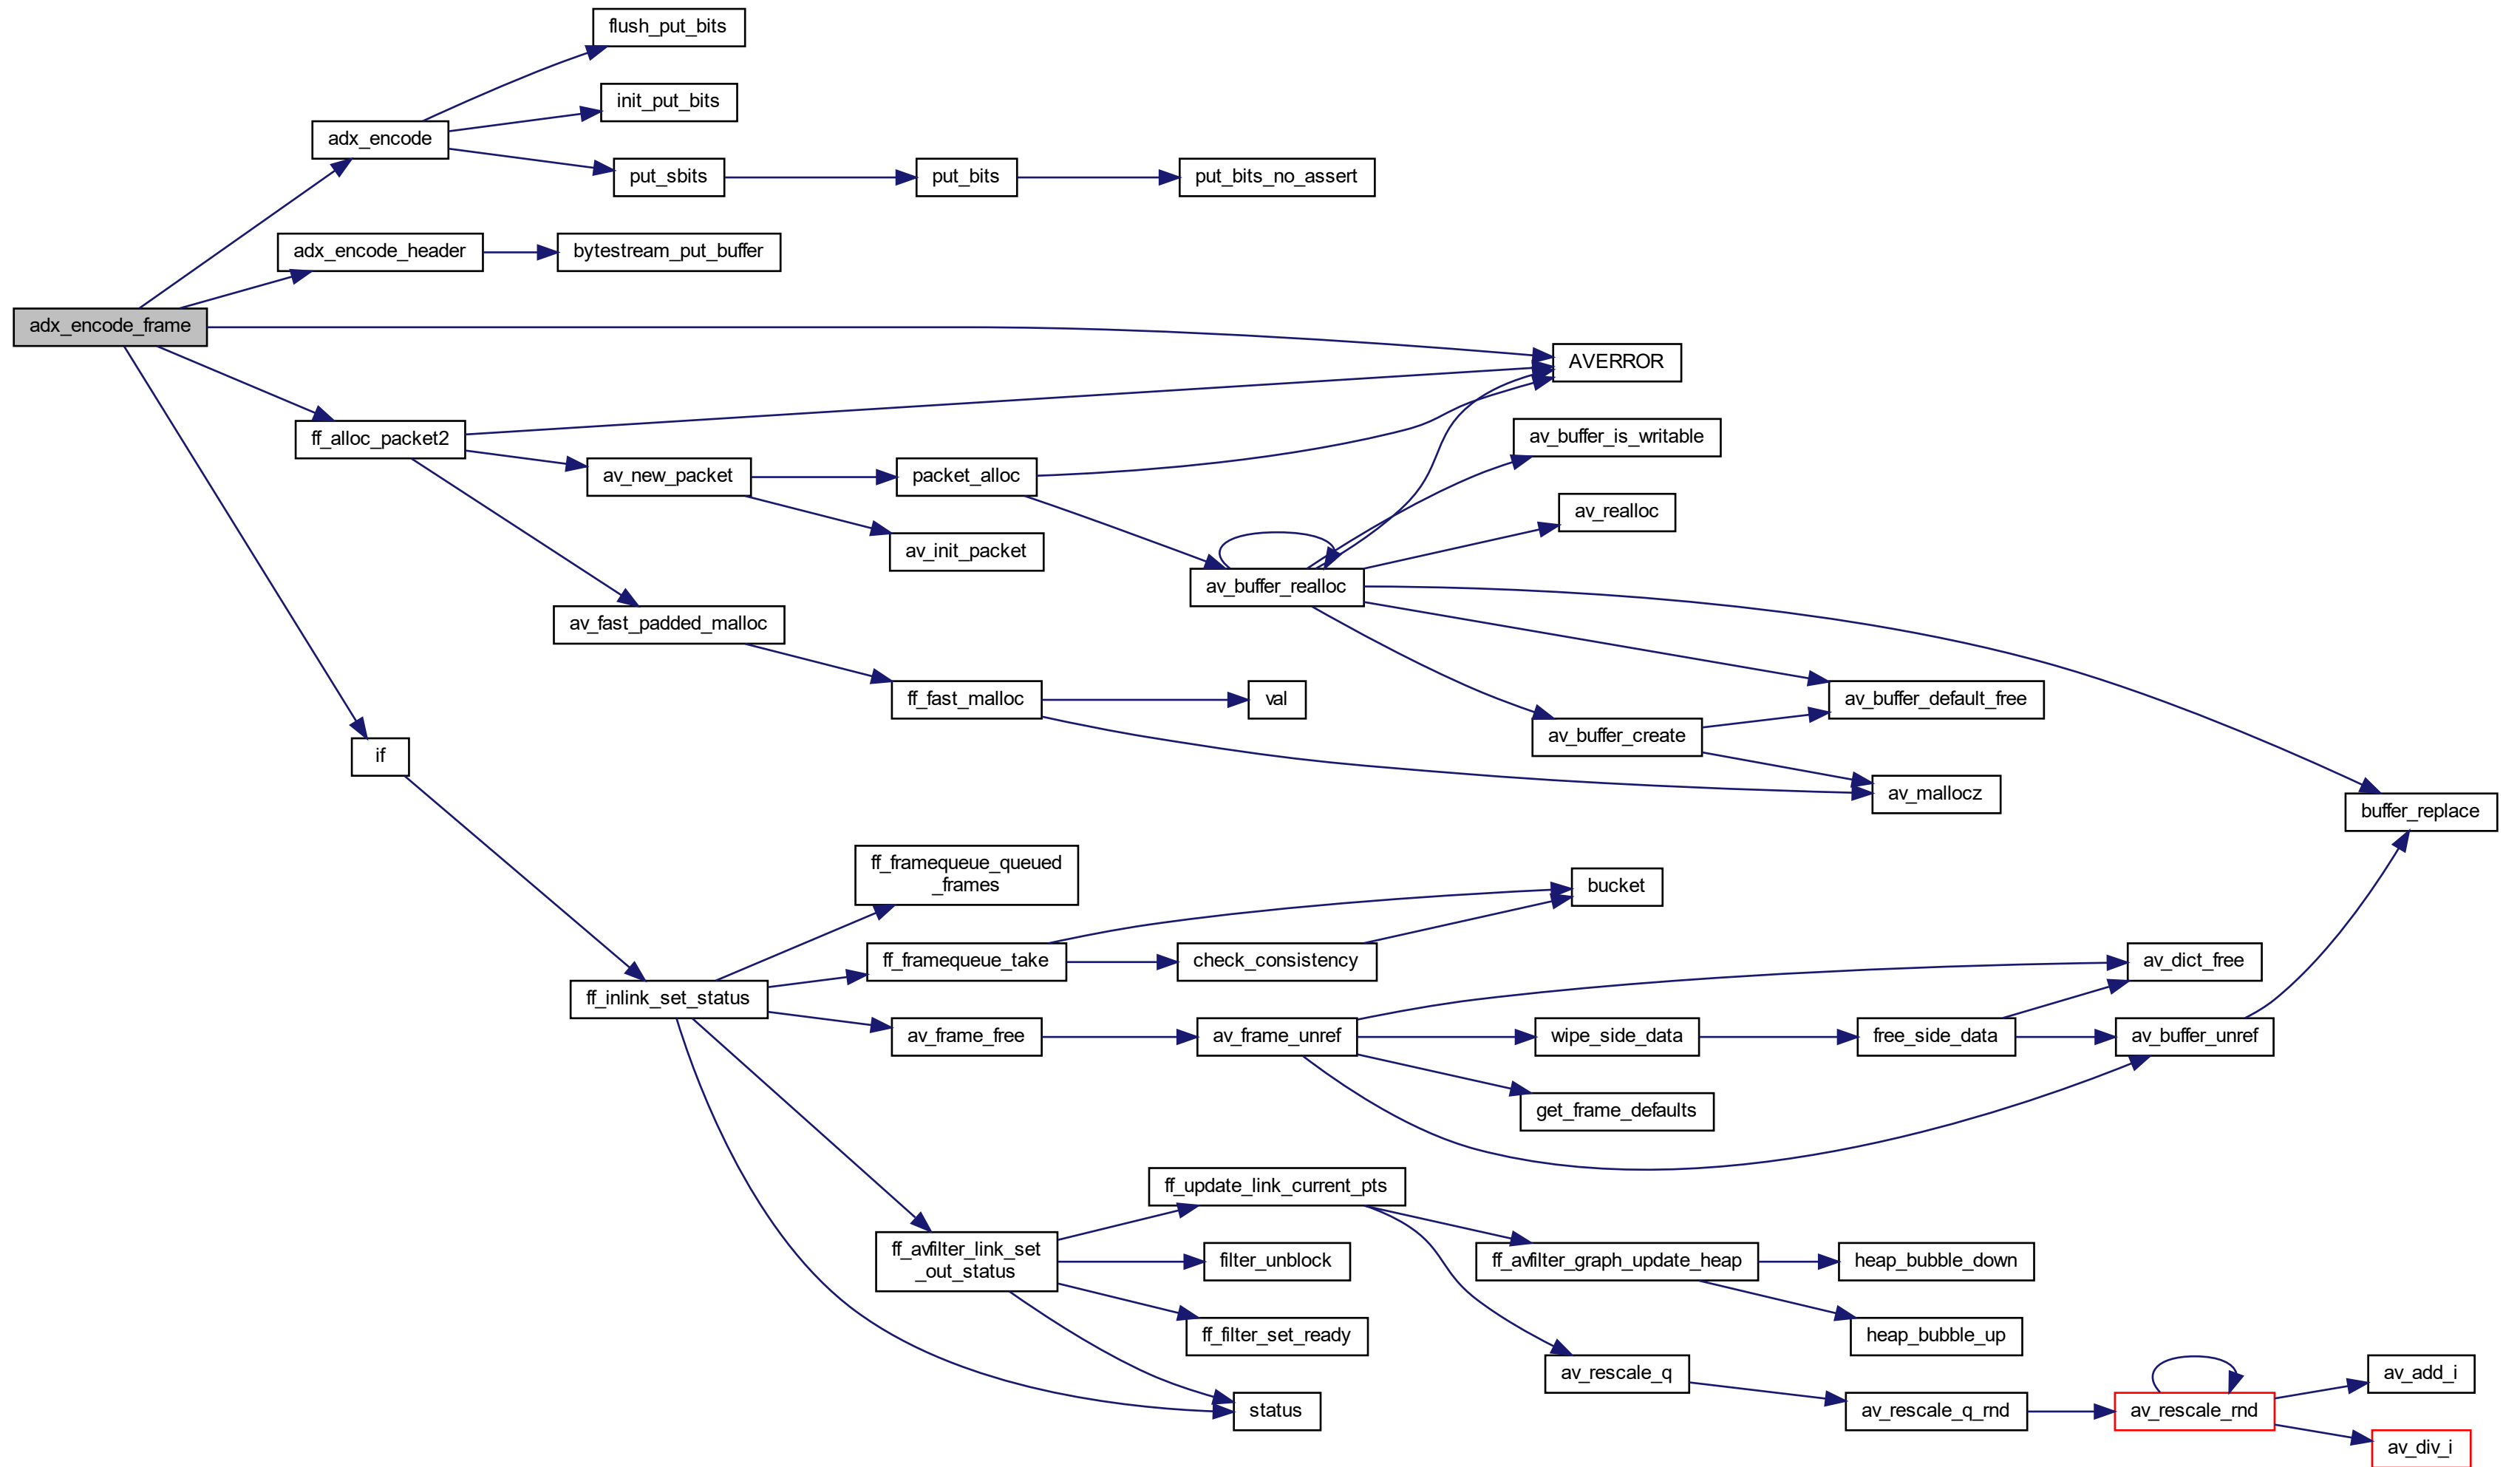 flush_put_bits
init_put_bits
adx_encode
put_sbits
put_bits
put_bits_no_assert
adx_encode_header
bytestream_put_buffer
adx_encode_frame
AVERROR
ff_alloc_packet2
av_buffer_is_writable
av_new_packet
packet_alloc
av_realloc
av_init_packet
av_buffer_realloc
av_fast_padded_malloc
ff_fast_malloc
val
av_buffer_default_free
av_buffer_create
if
av_mallocz
buffer_replace
ff_framequeue_queued
_frames
bucket
ff_framequeue_take
check_consistency
av_dict_free
ff_inlink_set_status
av_frame_free
av_frame_unref
wipe_side_data
free_side_data
av_buffer_unref
get_frame_defaults
ff_update_link_current_pts
ff_avfilter_link_set
_out_status
filter_unblock
ff_avfilter_graph_update_heap
heap_bubble_down
ff_filter_set_ready
heap_bubble_up
av_rescale_q
av_add_i
status
av_rescale_q_rnd
av_rescale_rnd
av_div_i